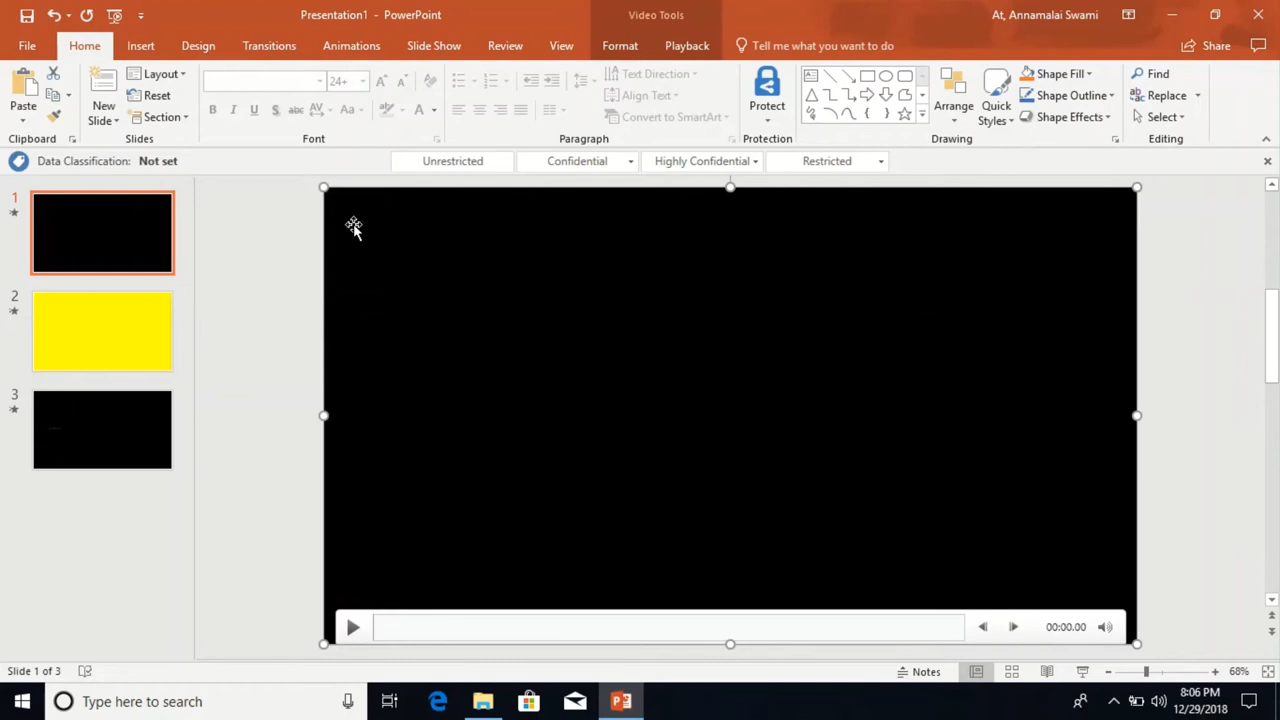 Presentation1 - PowerPoint
Video Tools
At, Annamalai Swami
File
Home
Insert
Design
Transitions
Animations
Slide Show
Review
View
Format
Playback
Tell me what you want to do
Share
Paste
Clipboard
New
Slide
Layout
Reset
Section
Slides
24+
B I U S abc AV Aa A
Font
Text Direction
Align Text
Convert to SmartArt
Paragraph
Protect
Protection
Arrange
Quick
Styles
Shape Fill
Shape Outline
Shape Effects
Drawing
Find
Replace
Select
Editing
Data Classification: Not set
Unrestricted
Confidential
Highly Confidential
Restricted
1
2
3
00:00.00
Slide 1 of 3
Notes
68%
Type here to search
8:06 PM
12/29/2018